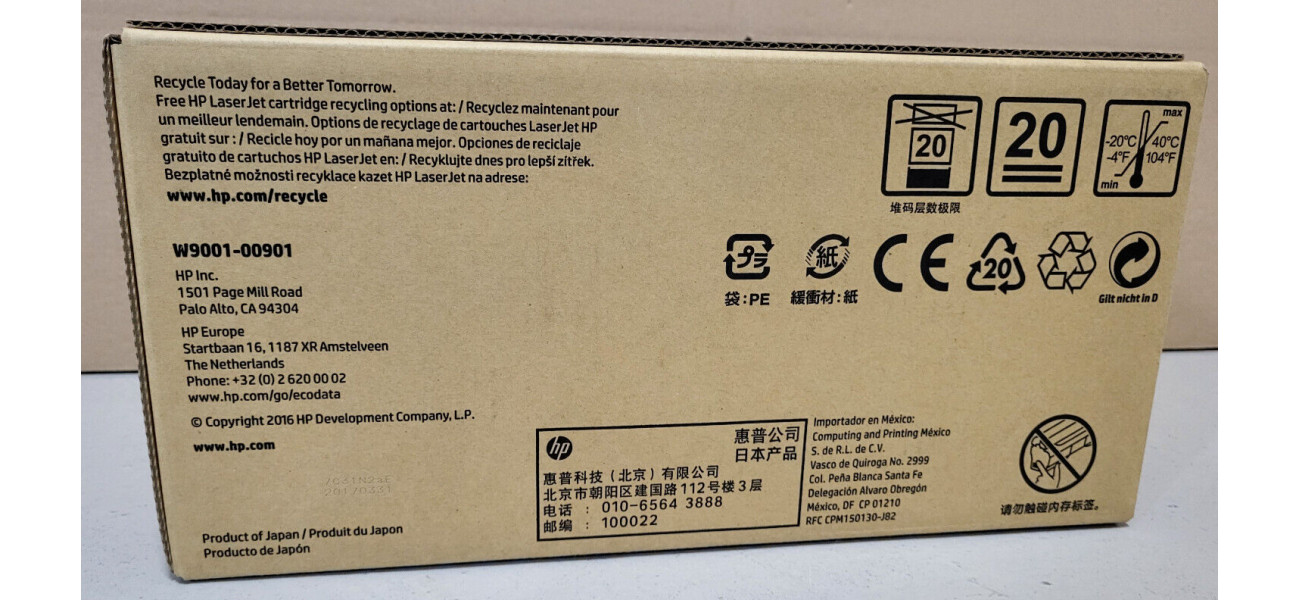 Recycle Today for a Better Tomorrow.
Free HP LaserJet cartridge recycling options at: / Recyclez maintenant pour
un meilleur lendemain. Options de recyclage de cartouches LaserJet HP
gratuit sur : / Recicle hoy por un mañana mejor. Opciones de reciclaje
gratuito de cartuchos HP LaserJet en: / Recyklujte dnes pro lepší zítřek.
Bezplatné možnosti recyklace kazet HP LaserJet na adrese:
www.hp.com/recycle
20
堆码层数极限
20
max
-20°C
-4°F
40°C
104°F
min
W9001-00901
HP Inc.
1501 Page Mill Road
Palo Alto, CA 94304
プラ
袋:PE
紙
緩衝材:紙
CE
20
Gilt nicht in D
HP Europe
Startbaan 16, 1187 XR Amstelveen
The Netherlands
Phone: +32 (0) 2 620 00 02
www.hp.com/go/ecodata
© Copyright 2016 HP Development Company, L.P.
www.hp.com
20170331
Product of Japan / Produit du Japon
Producto de Japón
hp
惠普公司
日本产品
惠普科技（北京）有限公司
北京市朝阳区建国路112号楼3层
电话 : 010-6564 3888
邮编 : 100022
Importador en México:
Computing and Printing México
S. de R.L. de C.V.
Vasco de Quiroga No. 2999
Col. Peña Blanca Santa Fe
Delegación Alvaro Obregón
México, DF CP 01210
RFC CPM150130-J82
请勿触碰内存标签。